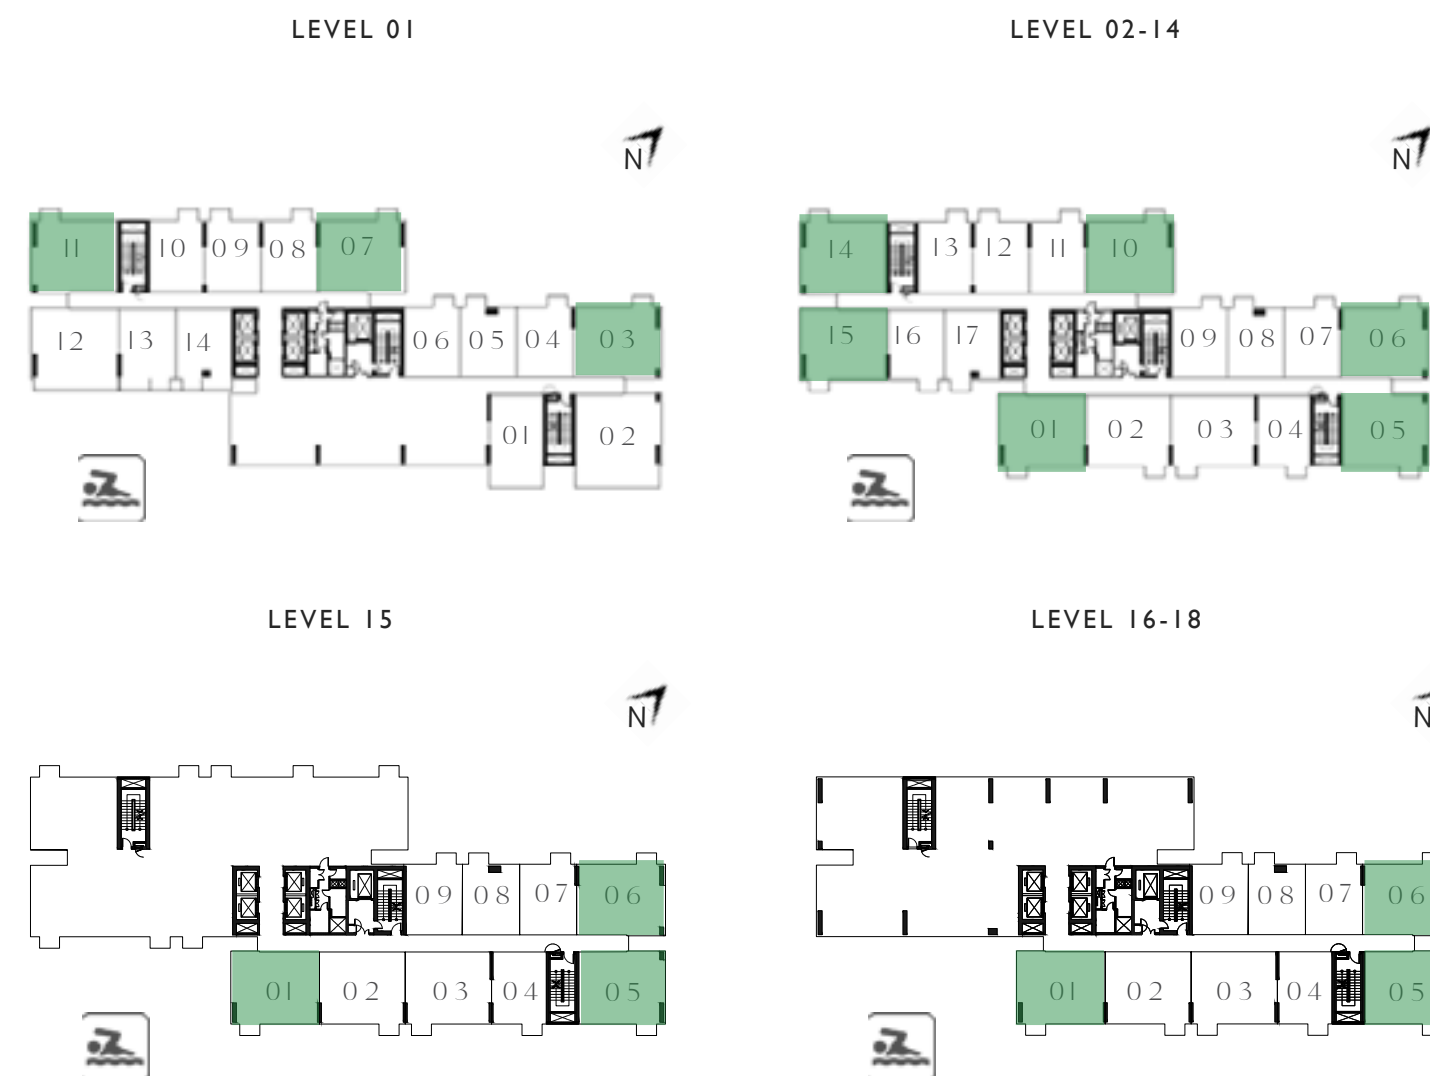 LEVEL 01
LEVEL 02-14
N
N
11 10 09 08 07
14 13 12 11 10
12 13 14 06 05 04 03
15 16 17 09 08 07 06
01 02
01 02 03 04 05
LEVEL 15
LEVEL 16-18
N
N
09 08 07 06
09 08 07 06
01 02 03 04 05
01 02 03 04 05